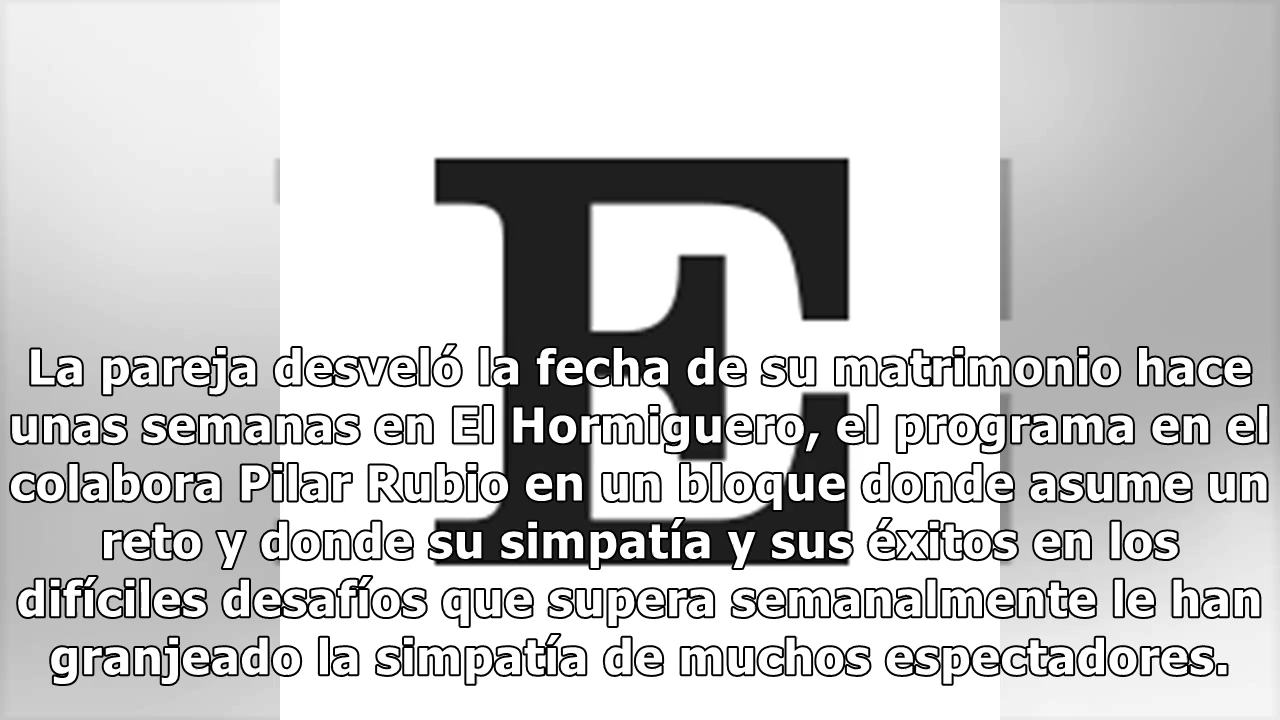 La pareja desveló la fecha de su matrimonio hace
unas semanas en El Hormiguero, el programa en el
colabora Pilar Rubio en un bloque donde asume un
reto y donde su simpatía y sus éxitos en los
difíciles desafíos que supera semanalmente le han
granjeado la simpatía de muchos espectadores.